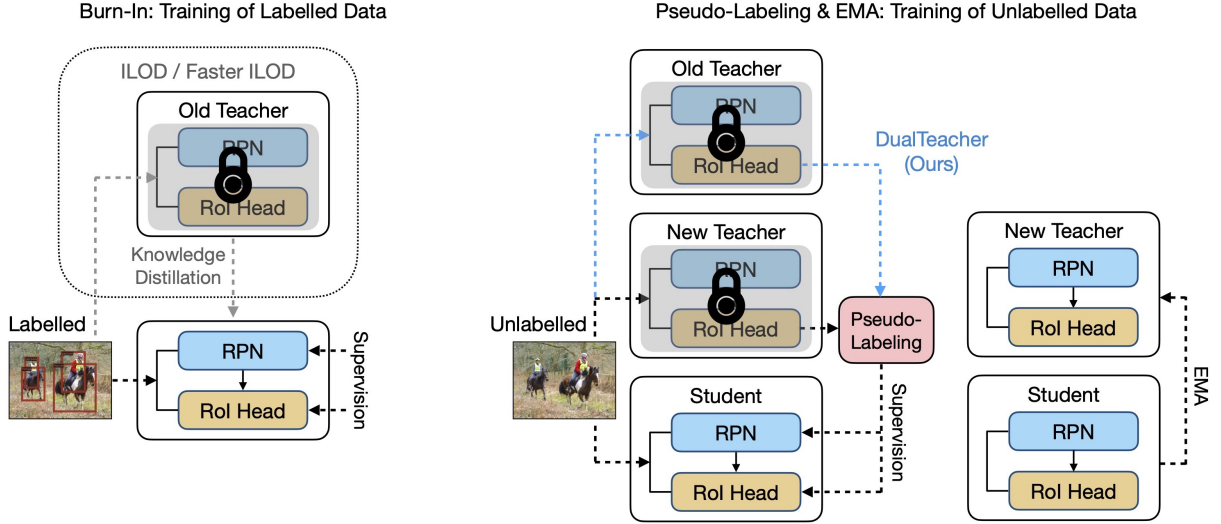 Burn-In: Training of Labelled Data
ILOD / Faster ILOD
Old Teacher
RPN
RoI Head
Knowledge
Distillation
Labelled
RPN
RoI Head
Supervision
Pseudo-Labeling & EMA: Training of Unlabelled Data
Old Teacher
RPN
RoI Head
DualTeacher
(Ours)
New Teacher
RPN
RoI Head
Unlabelled
Pseudo-
Labeling
Student
RPN
RoI Head
Supervision
New Teacher
RPN
RoI Head
Student
RPN
RoI Head
EMA